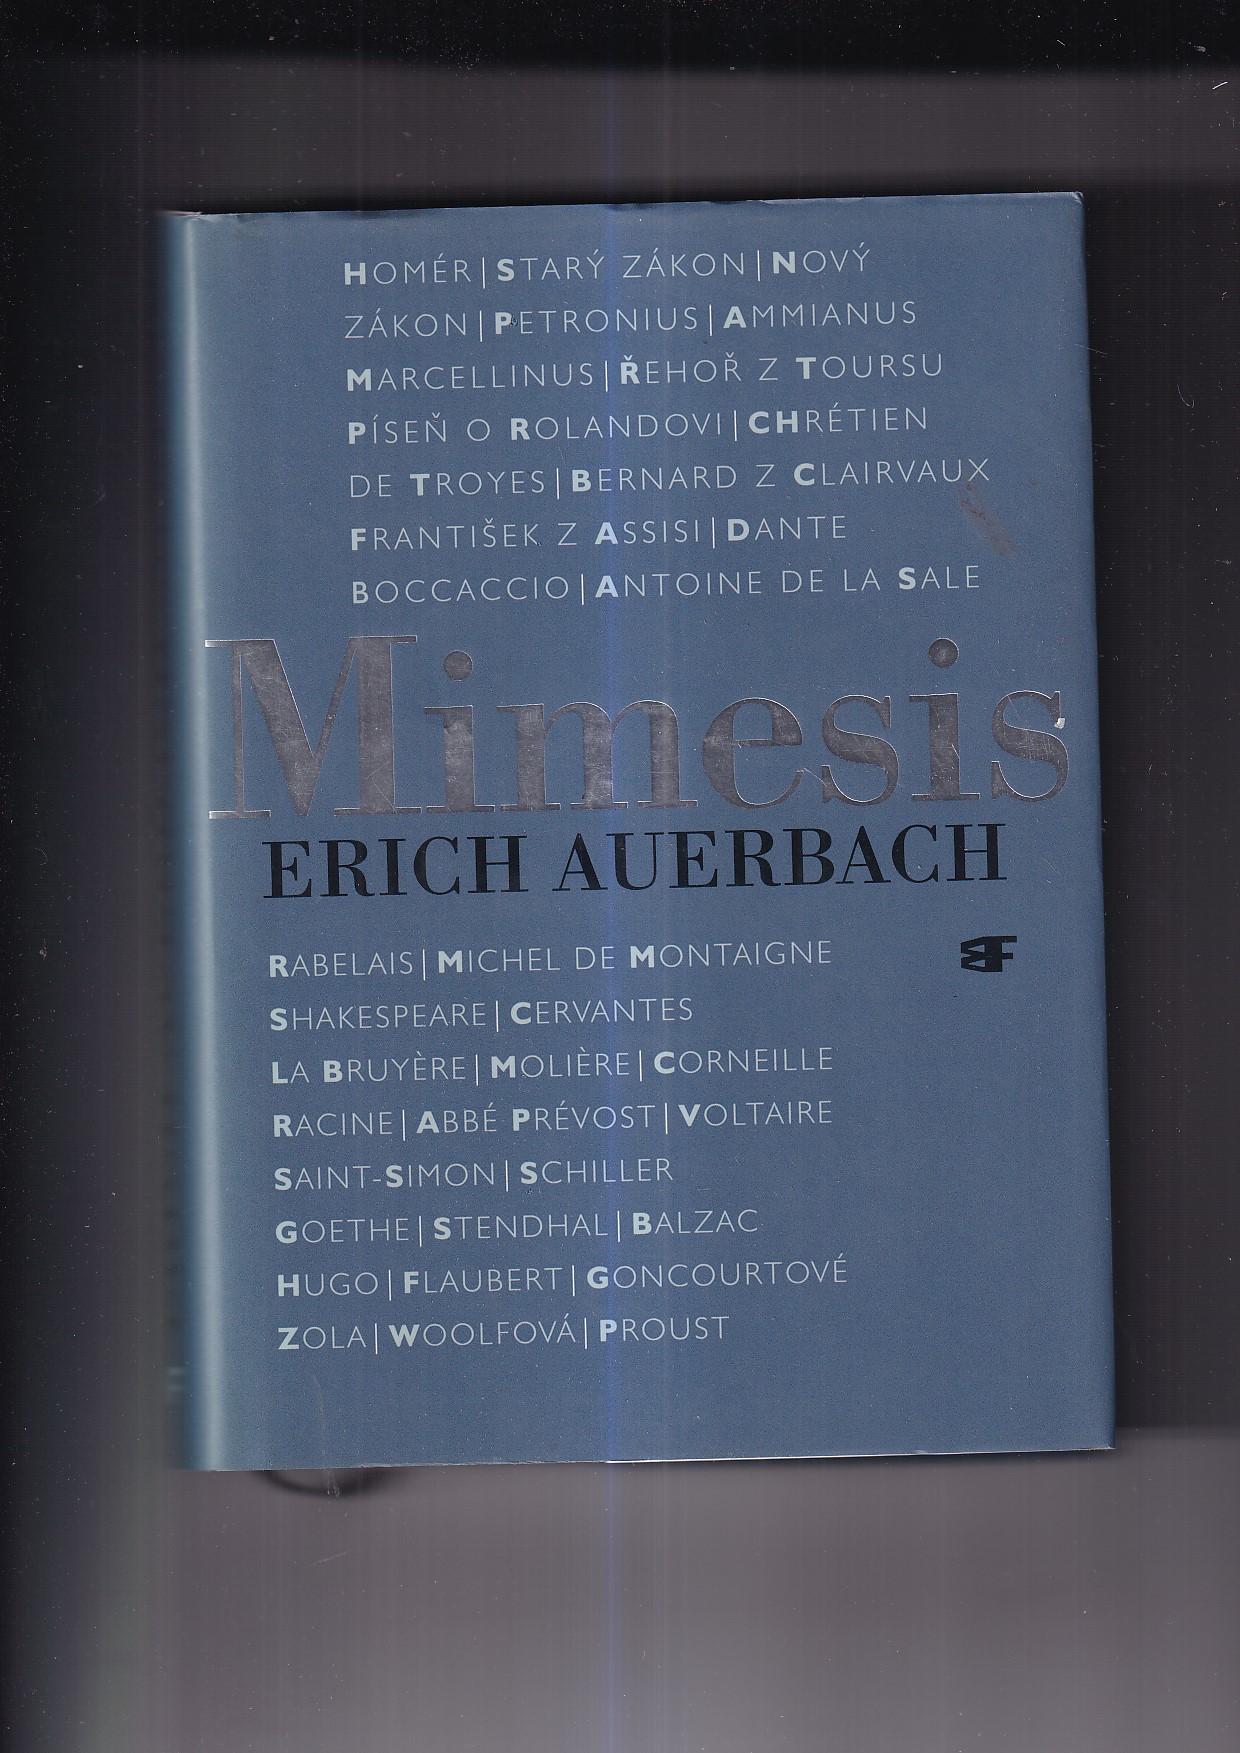 HOMÉR|STARÝ ZÁKON|NOVÝ
ZÁKON|PETRONIUS|AMMIANUS
MARCELLINUS|ŘEHOŘ Z TOURSU
PÍSEŇ O ROLANDOVI|CHRÉTIEN
DE TROYES|BERNARD Z CLAIRVAUX
FRANTIŠEK Z ASSISI|DANTE
BOCCACCIO|ANTOINE DE LA SALE
Mimesis
ERICH AUERBACH
RABELAIS|MICHEL DE MONTAIGNE
SHAKESPEARE|CERVANTES
LA BRUYÈRE|MOLIÈRE|CORNEILLE
RACINE|ABBÉ PRÉVOST|VOLTAIRE
SAINT-SIMON|SCHILLER
GOETHE|STENDHAL|BALZAC
HUGO|FLAUBERT|GONCOURTOVÉ
ZOLA|WOOLFOVÁ|PROUST